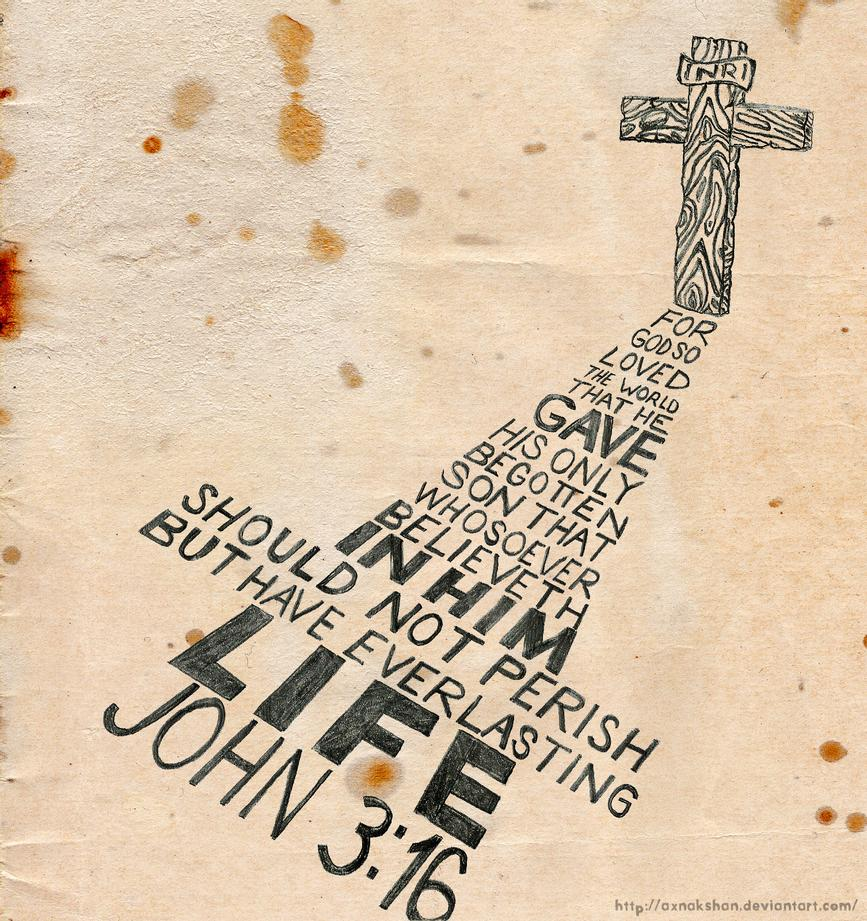 INRI
FOR
GOD SO
LOVED
THE WORLD
THAT HE
GAVE
HIS ONLY
BEGOTTEN
SON THAT
WHOSOEVER
BELIEVETH
IN HIM
SHOULD NOT PERISH
BUT HAVE EVERLASTING
LIFE
JOHN 3:16
http://axnakshan.deviantart.com/